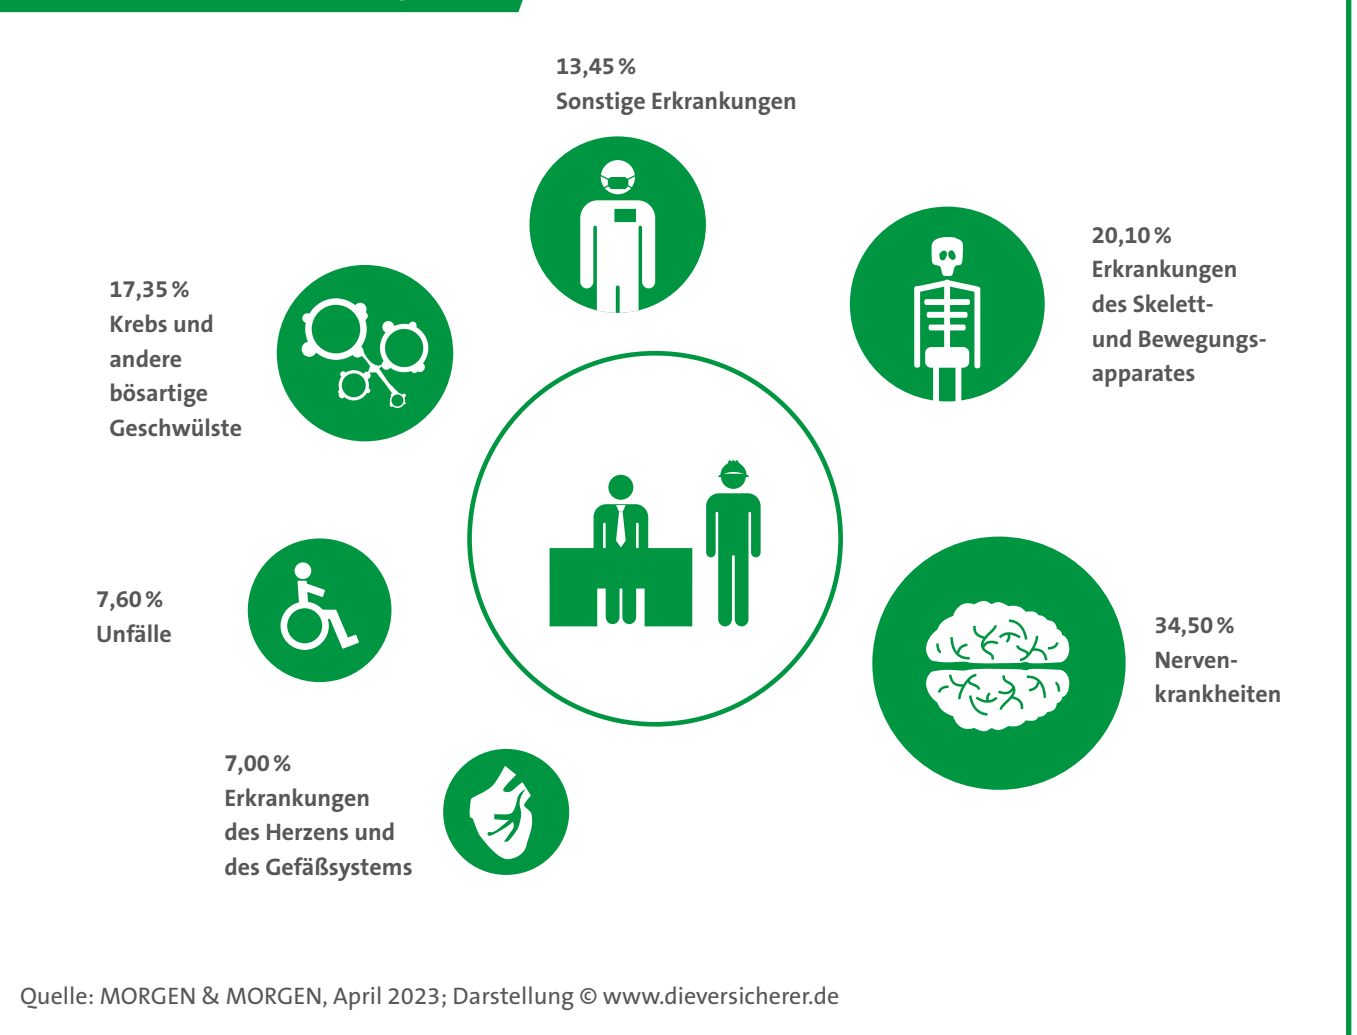 13,45 %
Sonstige Erkrankungen
20,10 %
Erkrankungen
des Skelett-
und Bewegungs-
apparates
17,35 %
Krebs und
andere
bösartige
Geschwülste
7,60 %
Unfälle
34,50 %
Nerven-
krankheiten
7,00 %
Erkrankungen
des Herzens und
des Gefäßsystems
Quelle: MORGEN & MORGEN, April 2023; Darstellung © www.dieversicherer.de